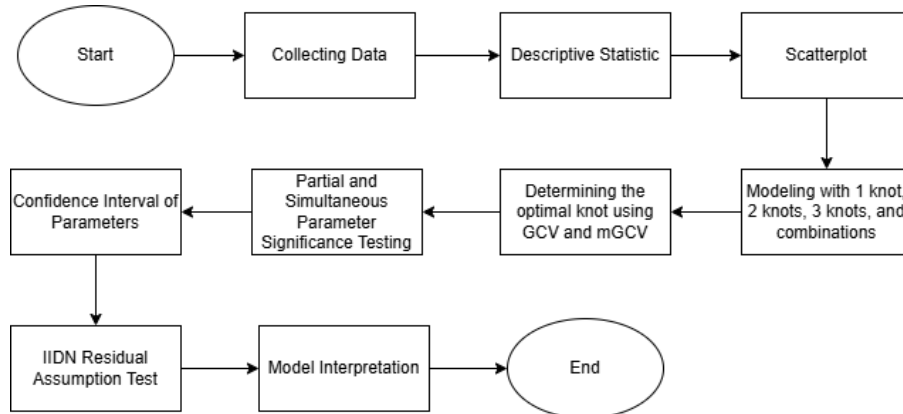 Start
Collecting Data
Descriptive Statistic
Scatterplot
Confidence Interval of
Parameters
Partial and
Simultaneous
Parameter
Significance Testing
Determining the
optimal knot using
GCV and mGCV
Modeling with 1 knot,
2 knots, 3 knots, and
combinations
IIDN Residual
Assumption Test
Model Interpretation
End